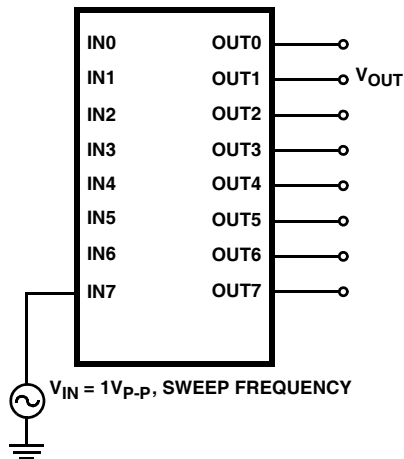 IN0 OUT0
IN1 OUT1 VOUT
IN2 OUT2
IN3 OUT3
IN4 OUT4
IN5 OUT5
IN6 OUT6
IN7 OUT7
VIN = 1VP-P, SWEEP FREQUENCY